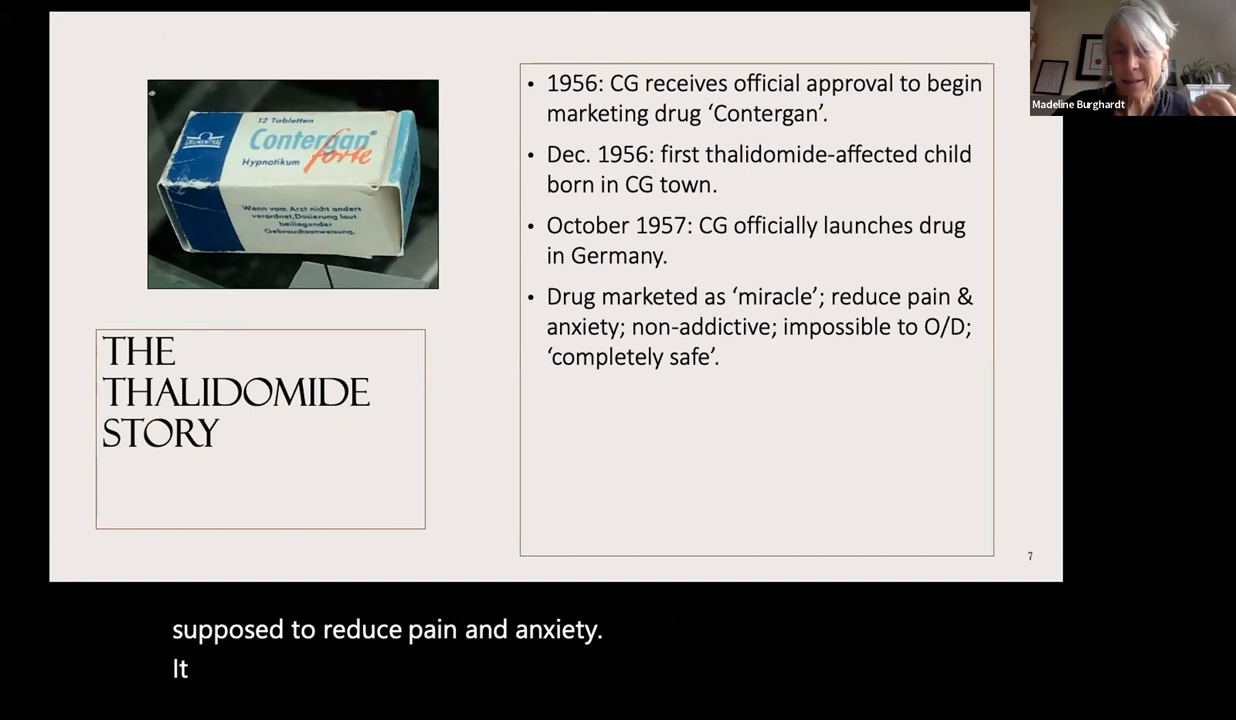 12 Tabletten
Contergan®
forte
Hypnotikum
GRÜNENTHAL
Wenn vom Arzt nicht anders
verordnet, Dosierung laut
beiliegender
Gebrauchsanweisung.
THE
THALIDOMIDE
STORY
• 1956: CG receives official approval to begin
marketing drug ‘Contergan’.
• Dec. 1956: first thalidomide-affected child
born in CG town.
• October 1957: CG officially launches drug
in Germany.
• Drug marketed as ‘miracle’; reduce pain &
anxiety; non-addictive; impossible to O/D;
‘completely safe’.
7
Madeline Burghardt
supposed to reduce pain and anxiety.
It